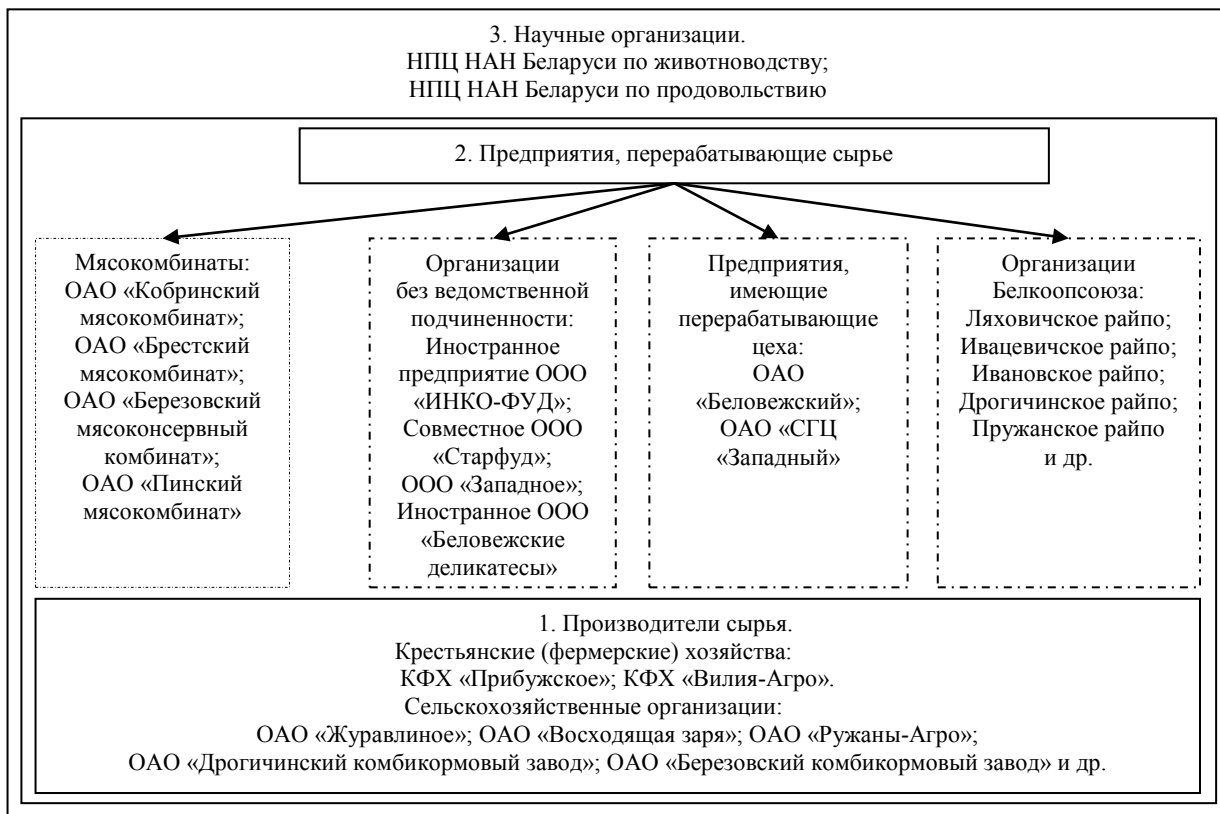 3. Научные организации.
НПЦ НАН Беларуси по животноводству;
НПЦ НАН Беларуси по продовольствию
2. Предприятия, перерабатывающие сырье
Мясокомбинаты:
ОАО «Кобринский
мясокомбинат»;
ОАО «Брестский
мясокомбинат»;
ОАО «Березовский
мясоконсервный
комбинат»;
ОАО «Пинский
мясокомбинат»
Организации
без ведомственной
подчиненности:
Иностранное
предприятие ООО
«ИНКО-ФУД»;
Совместное ООО
«Старфуд»;
ООО «Западное»;
Иностранное ООО
«Беловежские
деликатесы»
Предприятия,
имеющие
перерабатывающие
цеха:
ОАО
«Беловежский»;
ОАО «СГЦ
«Западный»
Организации
Белкоопсоюза:
Ляховичское райпо;
Ивацевичское райпо;
Ивановское райпо;
Дрогичинское райпо;
Пружанское райпо
и др.
1. Производители сырья.
Крестьянские (фермерские) хозяйства:
КФХ «Прибужское»; КФХ «Вилия-Агро».
Сельскохозяйственные организации:
ОАО «Журавлиное»; ОАО «Восходящая заря»; ОАО «Ружаны-Агро»;
ОАО «Дрогичинский комбикормовый завод»; ОАО «Березовский комбикормовый завод» и др.